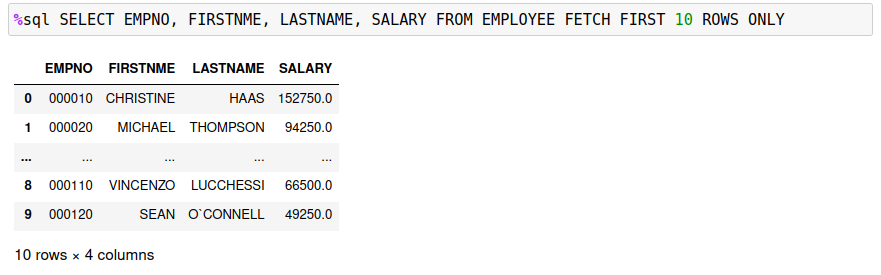 %sql SELECT EMPNO, FIRSTNME, LASTNAME, SALARY FROM EMPLOYEE FETCH FIRST 10 ROWS ONLY
EMPNO FIRSTNME LASTNAME SALARY
0 000010 CHRISTINE HAAS 152750.0
1 000020 MICHAEL THOMPSON 94250.0
... ... ... ... ...
8 000110 VINCENZO LUCCHESSI 66500.0
9 000120 SEAN O`CONNELL 49250.0
10 rows × 4 columns